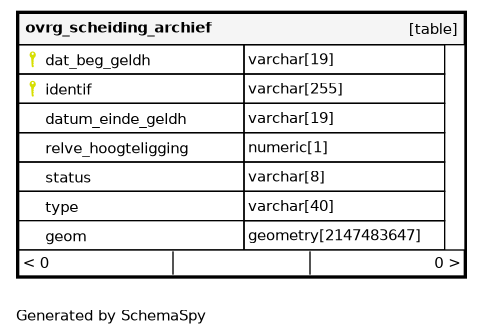 ovrg_scheiding_archief [table]
dat_beg_geldh varchar[19]
identif varchar[255]
datum_einde_geldh varchar[19]
relve_hoogteligging numeric[1]
status varchar[8]
type varchar[40]
geom geometry[2147483647]
< 0 0 >
Generated by SchemaSpy